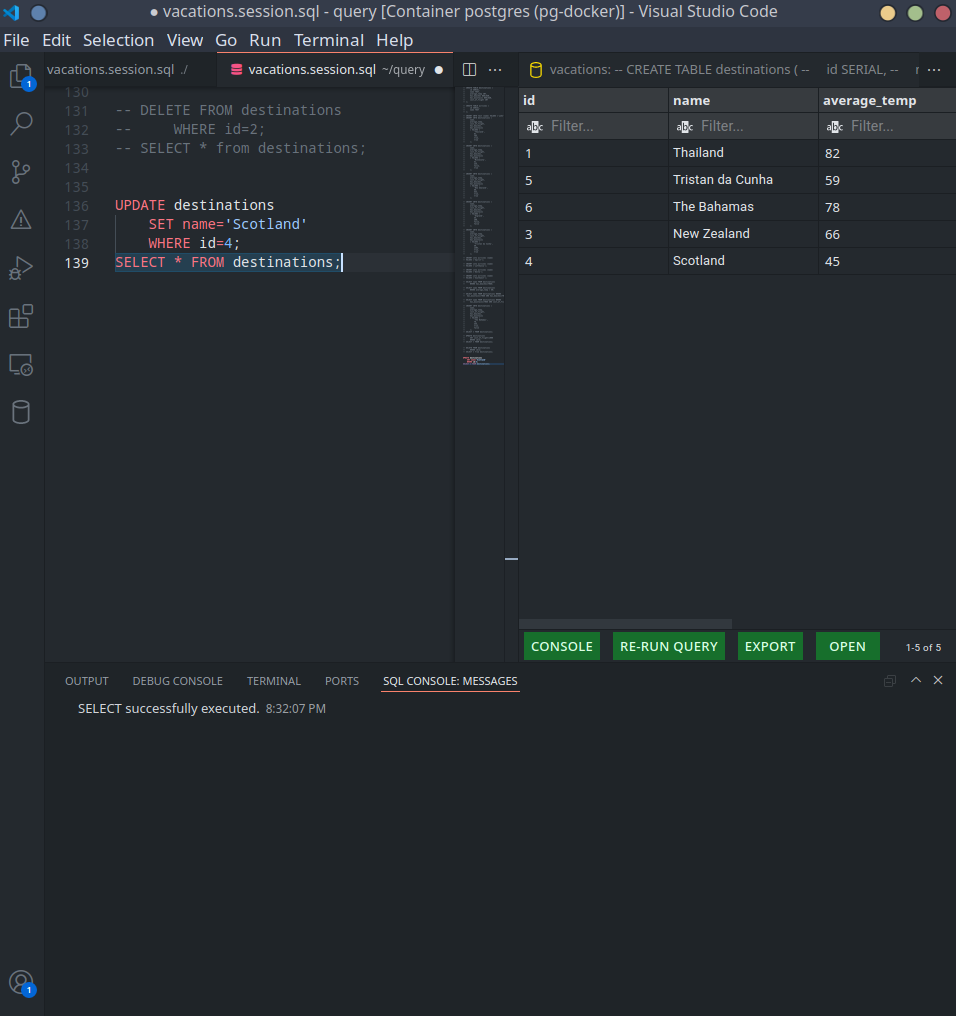 ● vacations.session.sql - query [Container postgres (pg-docker)] - Visual Studio Code
File Edit Selection View Go Run Terminal Help
1
vacations.session.sql ./
vacations.session.sql ~/query ●
···
vacations: -- CREATE TABLE destinations ( -- id SERIAL, --
···
130
131 -- DELETE FROM destinations
132 --     WHERE id=2;
133 -- SELECT * from destinations;
134
135
136 UPDATE destinations
137     SET name='Scotland'
138     WHERE id=4;
139 SELECT * FROM destinations;
id name average_temp
abc Filter... abc Filter... abc Filter...
1 Thailand 82
5 Tristan da Cunha 59
6 The Bahamas 78
3 New Zealand 66
4 Scotland 45
CONSOLE RE-RUN QUERY EXPORT OPEN 1-5 of 5
OUTPUT DEBUG CONSOLE TERMINAL PORTS SQL CONSOLE: MESSAGES
SELECT successfully executed. 8:32:07 PM
1